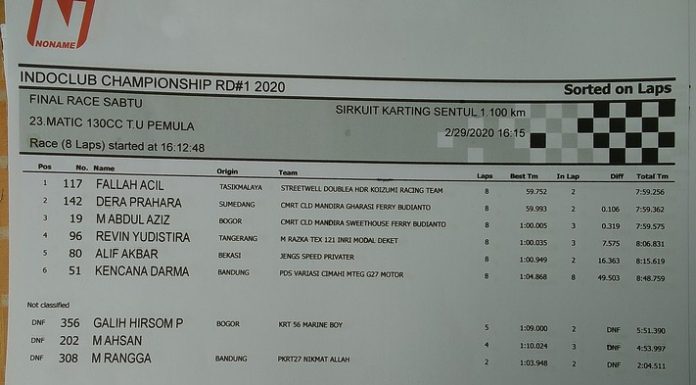 NONAME
INDOCLUB CHAMPIONSHIP RD#1 2020
Sorted on Laps
FINAL RACE SABTU
SIRKUIT KARTING SENTUL 1.100 km
23.MATIC 130CC T.U PEMULA
2/29/2020 16:15
Race (8 Laps) started at 16:12:48
Pos No. Name Origin Team Laps Best Tm In Lap Diff Total Tm
1 117 FALLAH ACIL TASIKMALAYA STREETWELL DOUBLEA HDR KOIZUMI RACING TEAM 8 59.752 2 7:59.256
2 142 DERA PRAHARA SUMEDANG CMRT CLD MANDIRA GHARASI FERRY BUDIANTO 8 59.993 2 0.106 7:59.362
3 19 M ABDUL AZIZ BOGOR CMRT CLD MANDIRA SWEETHOUSE FERRY BUDIANTO 8 1:00.005 3 0.319 7:59.575
4 96 REVIN YUDISTIRA TANGERANG M RAZKA TEX 121 INRI MODAL DEKET 8 1:00.035 3 7.575 8:06.831
5 80 ALIF AKBAR BEKASI JENGS SPEED PRIVATER 8 1:00.949 2 16.363 8:15.619
6 51 KENCANA DARMA BANDUNG PDS VARIASI CIMAHI MTEG G27 MOTOR 8 1:04.868 8 49.503 8:48.759
Not classified
DNF 356 GALIH HIRSOM P BOGOR KRT 56 MARINE BOY 5 1:09.000 2 DNF 5:51.390
DNF 202 M AHSAN 4 1:10.024 3 DNF 4:53.997
DNF 308 M RANGGA BANDUNG PKRT27 NIKMAT ALLAH 2 1:03.948 2 DNF 2:04.511